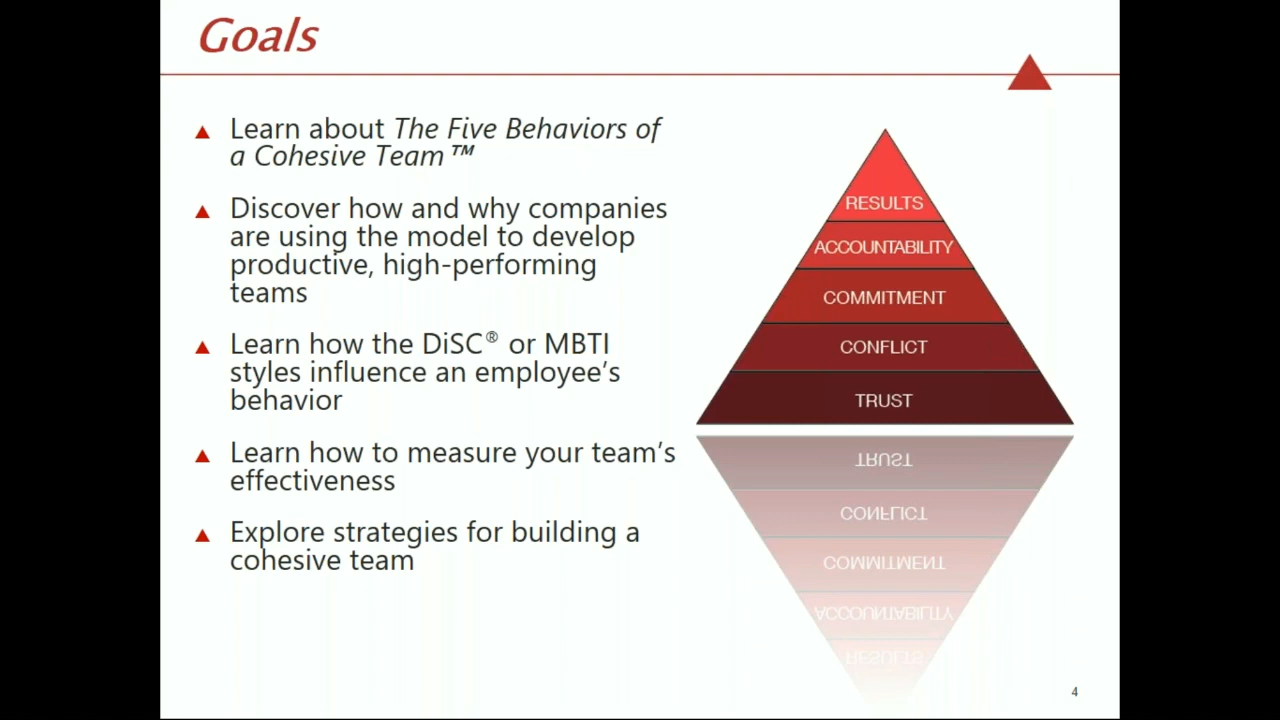 Goals
Learn about The Five Behaviors of
a Cohesive Team™
Discover how and why companies
are using the model to develop
productive, high-performing
teams
Learn how the DiSC® or MBTI
styles influence an employee’s
behavior
Learn how to measure your team’s
effectiveness
Explore strategies for building a
cohesive team
RESULTS
ACCOUNTABILITY
COMMITMENT
CONFLICT
TRUST
TRUST
CONFLICT
COMMITMENT
ACCOUNTABILITY
RESULTS
4